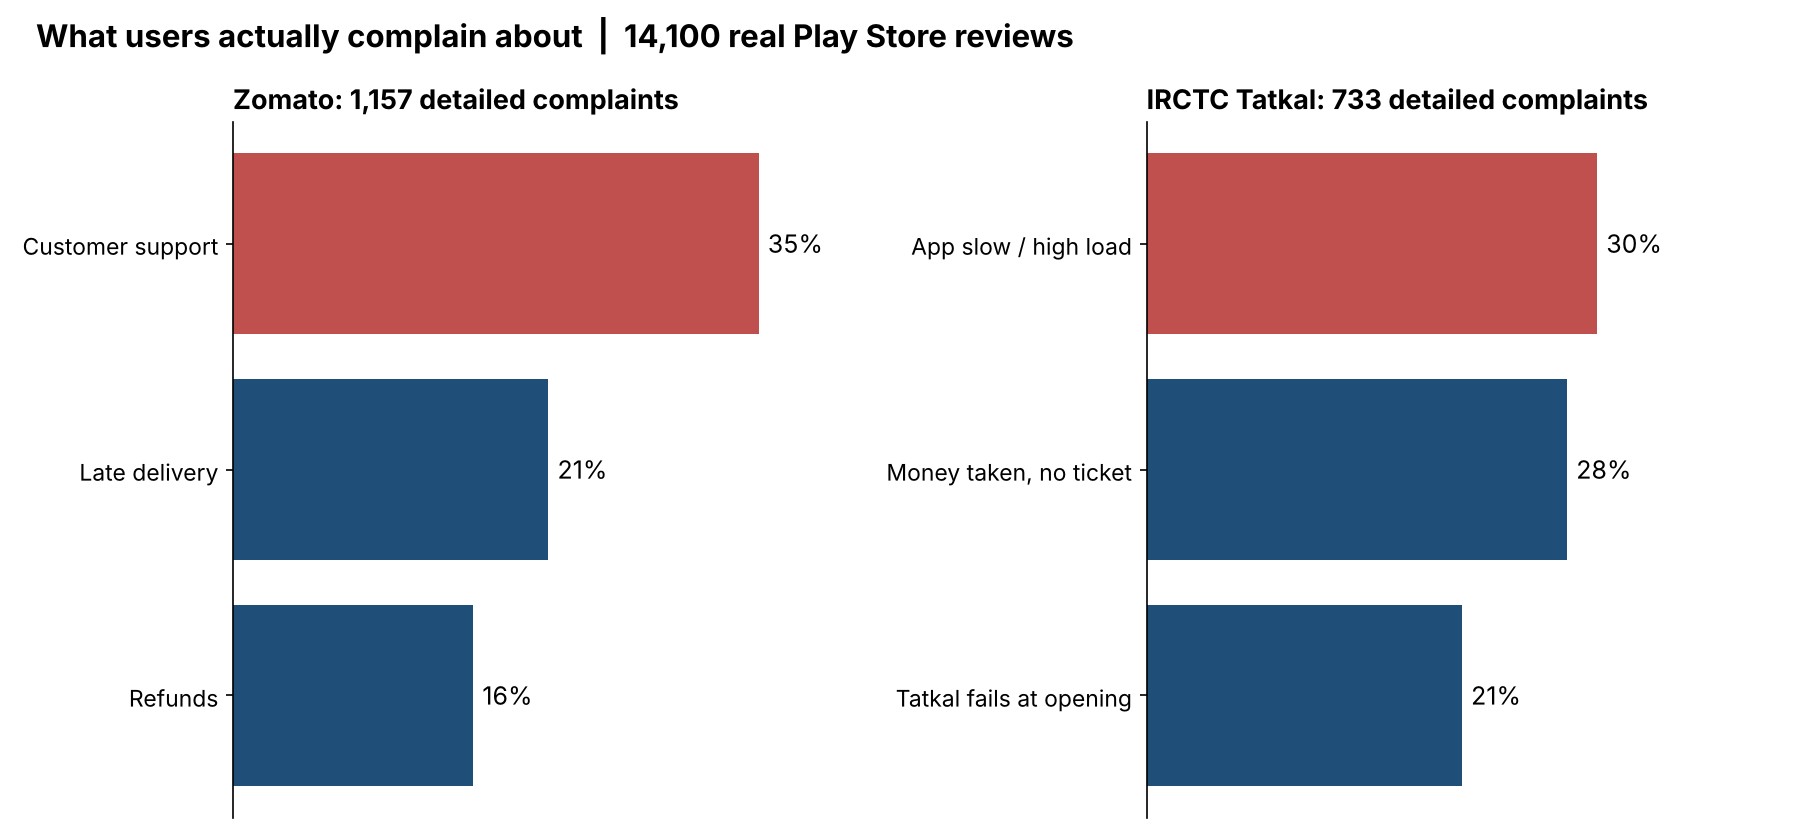 What users actually complain about | 14,100 real Play Store reviews
Zomato: 1,157 detailed complaints
Customer support
35%
Late delivery
21%
Refunds
16%
IRCTC Tatkal: 733 detailed complaints
App slow / high load
30%
Money taken, no ticket
28%
Tatkal fails at opening
21%